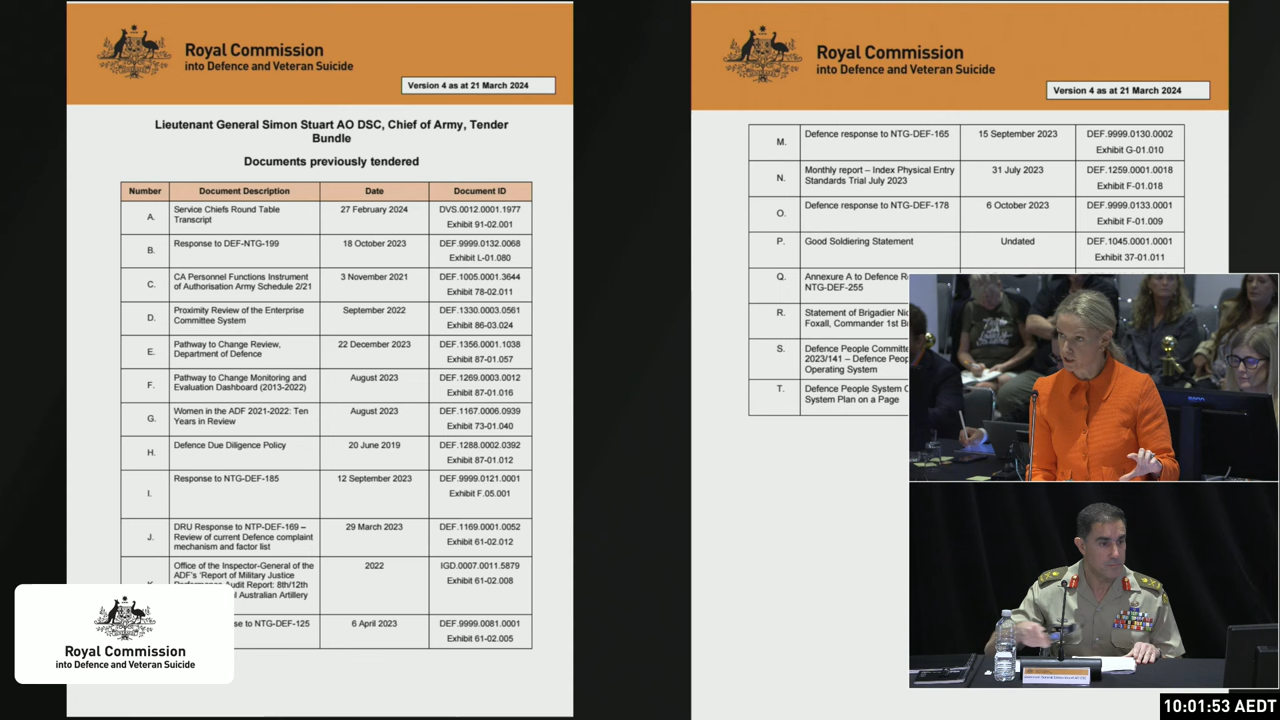 Royal Commission
into Defence and Veteran Suicide
Version 4 as at 21 March 2024
Lieutenant General Simon Stuart AO DSC, Chief of Army, Tender
Bundle
Documents previously tendered
Number Document Description Date Document ID
A. Service Chiefs Round Table 27 February 2024 DVS.0012.0001.1977
Transcript Exhibit 91-02.001
B. Response to DEF-NTG-199 18 October 2023 DEF.9999.0132.0068
Exhibit L-01.080
C. CA Personnel Functions Instrument 3 November 2021 DEF.1005.0001.3644
of Authorisation Army Schedule 2/21 Exhibit 78-02.011
D. Proximity Review of the Enterprise September 2022 DEF.1330.0003.0561
Committee System Exhibit 86-03.024
E. Pathway to Change Review, 22 December 2023 DEF.1356.0001.1038
Department of Defence Exhibit 87-01.057
F. Pathway to Change Monitoring and August 2023 DEF.1269.0003.0012
Evaluation Dashboard (2013-2022) Exhibit 87-01.016
G. Women in the ADF 2021-2022: Ten August 2023 DEF.1167.0006.0939
Years in Review Exhibit 73-01.040
H. Defence Due Diligence Policy 20 June 2019 DEF.1288.0002.0392
Exhibit 87-01.012
I. Response to NTG-DEF-185 12 September 2023 DEF.9999.0121.0001
Exhibit F.05.001
J. DRU Response to NTP-DEF-169 – 29 March 2023 DEF.1169.0001.0052
Review of current Defence complaint Exhibit 61-02.012
mechanism and factor list
Office of the Inspector-General of the 2022 IGD.0007.0011.5879
ADF's 'Report of Military Justice Exhibit 61-02.008
Audit Report: 8th/12th
Australian Artillery
se to NTG-DEF-125 6 April 2023 DEF.9999.0081.0001
Exhibit 61-02.005
Royal Commission
into Defence and Veteran Suicide
Royal Commission
into Defence and Veteran Suicide
Version 4 as at 21 March 2024
M. Defence response to NTG-DEF-165 15 September 2023 DEF.9999.0130.0002
Exhibit G-01.010
N. Monthly report – Index Physical Entry 31 July 2023 DEF.1259.0001.0018
Standards Trial July 2023 Exhibit F-01.018
O. Defence response to NTG-DEF-178 6 October 2023 DEF.9999.0133.0001
Exhibit F-01.009
P. Good Soldiering Statement Undated DEF.1045.0001.0001
Exhibit 37-01.011
Q. Annexure A to Defence R
NTG-DEF-255
R. Statement of Brigadier Nic
Foxall, Commander 1st B
S. Defence People Committe
2023/141 – Defence Peop
Operating System
T. Defence People System C
System Plan on a Page
10:01:53 AEDT